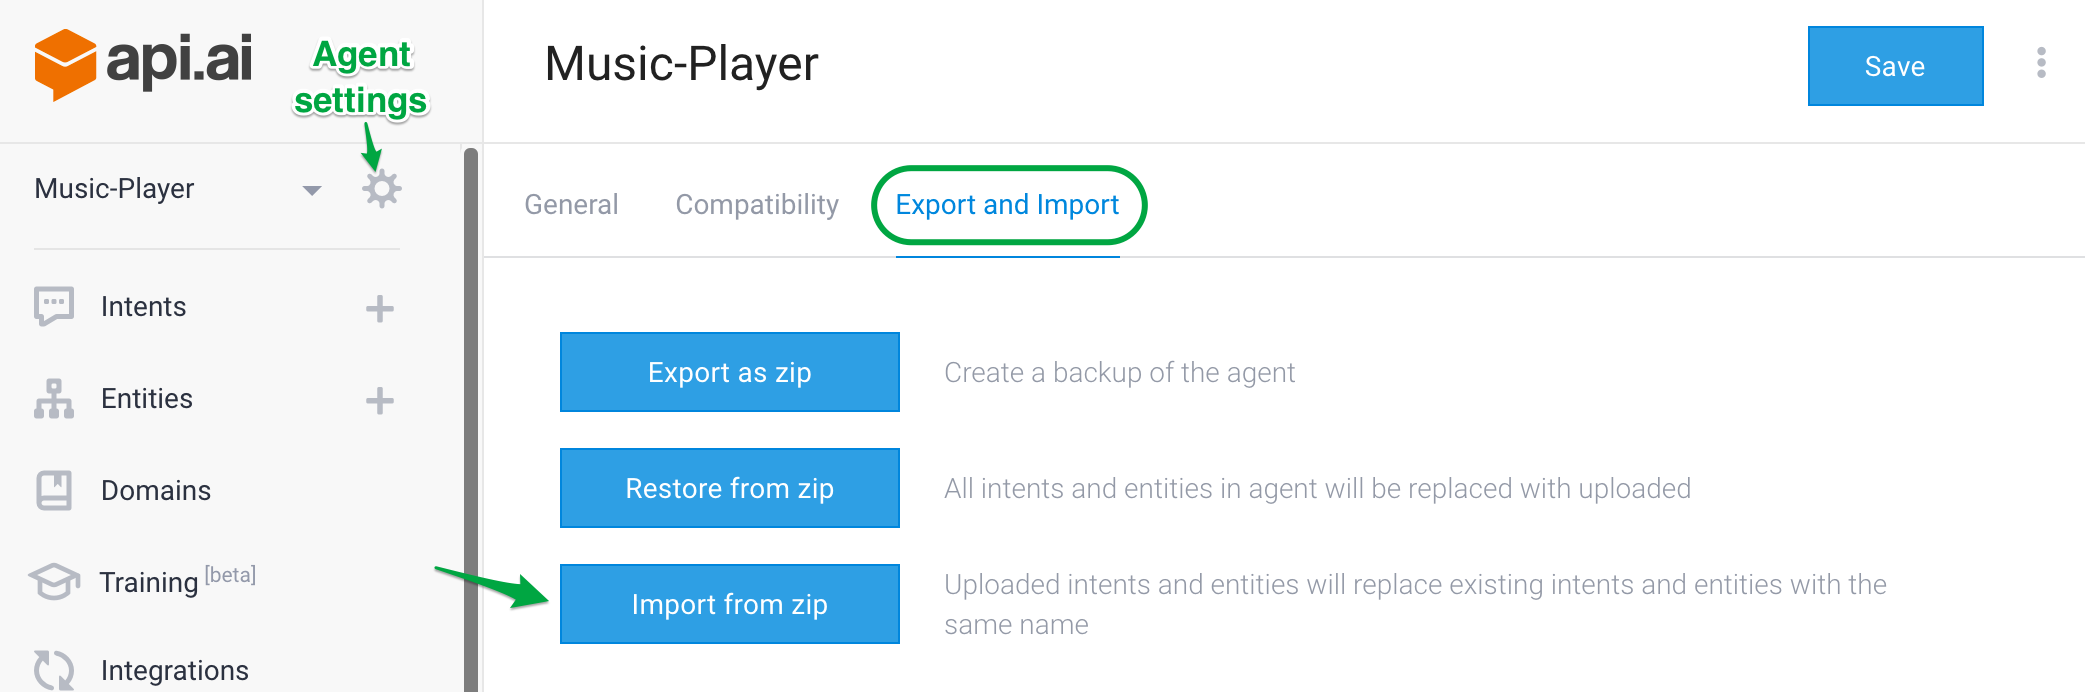 api.ai
Agent
settings
Music-Player
Save
Music-Player
General
Compatibility
Export and Import
Intents
Entities
Domains
Training [beta]
Integrations
Export as zip
Create a backup of the agent
Restore from zip
All intents and entities in agent will be replaced with uploaded
Import from zip
Uploaded intents and entities will replace existing intents and entities with the
same name